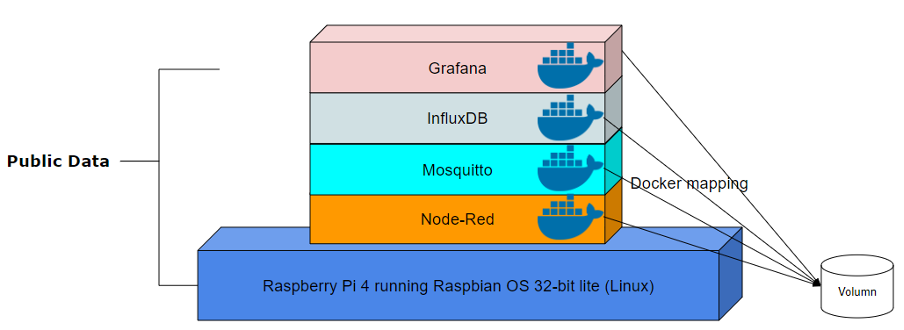 Grafana
InfluxDB
Public Data
Mosquitto
Docker mapping
Node-Red
Raspberry Pi 4 running Raspbian OS 32-bit lite (Linux)
Volumn